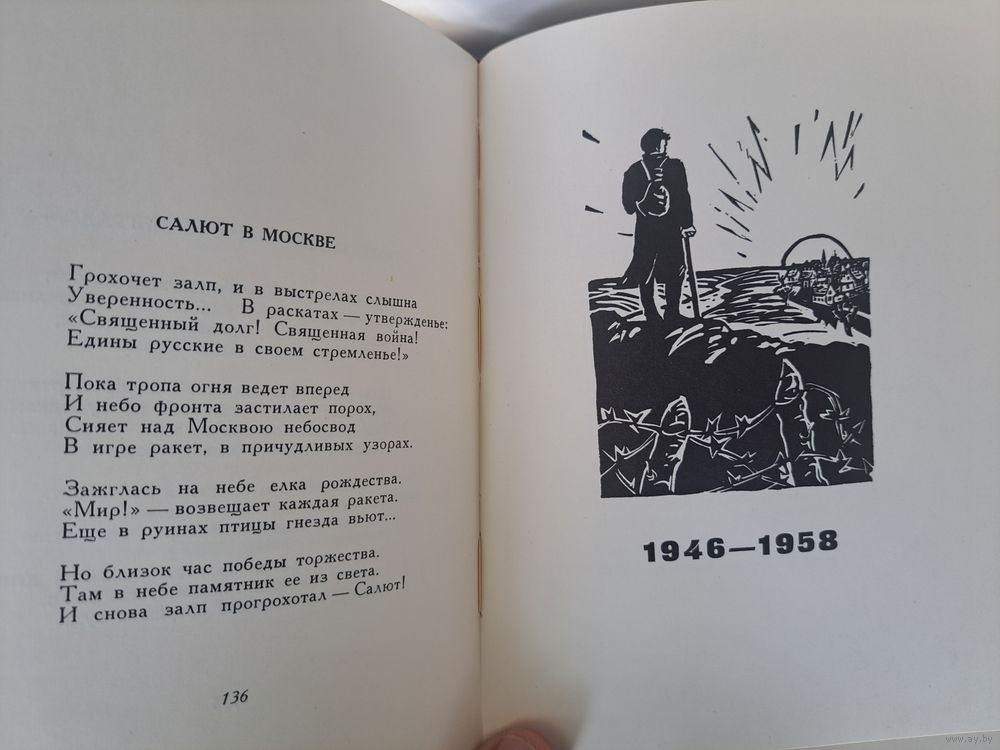 САЛЮТ В МОСКВЕ
Грохочет залп, и в выстрелах слышна
Уверенность... В раскатах — утвержденье:
«Священный долг! Священная война!
Едины русские в своем стремленье!»
Пока тропа огня ведет вперед
И небо фронта застилает порох,
Сияет над Москвою небосвод
В игре ракет, в причудливых узорах.
Зажглась на небе елка рождества.
«Мир!» — возвещает каждая ракета.
Еще в руинах птицы гнезда вьют...
Но близок час победы торжества.
Там в небе памятник ее из света.
И снова залп прогрохотал — Салют!
136
1946—1958
www.ay.by